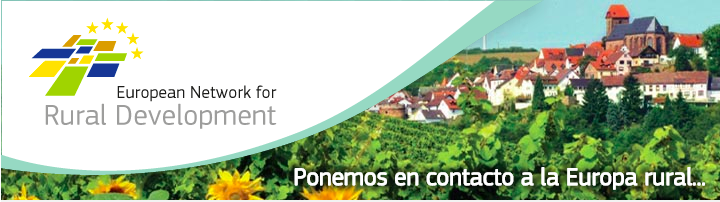 European Network for
Rural Development
Ponemos en contacto a la Europa rural...